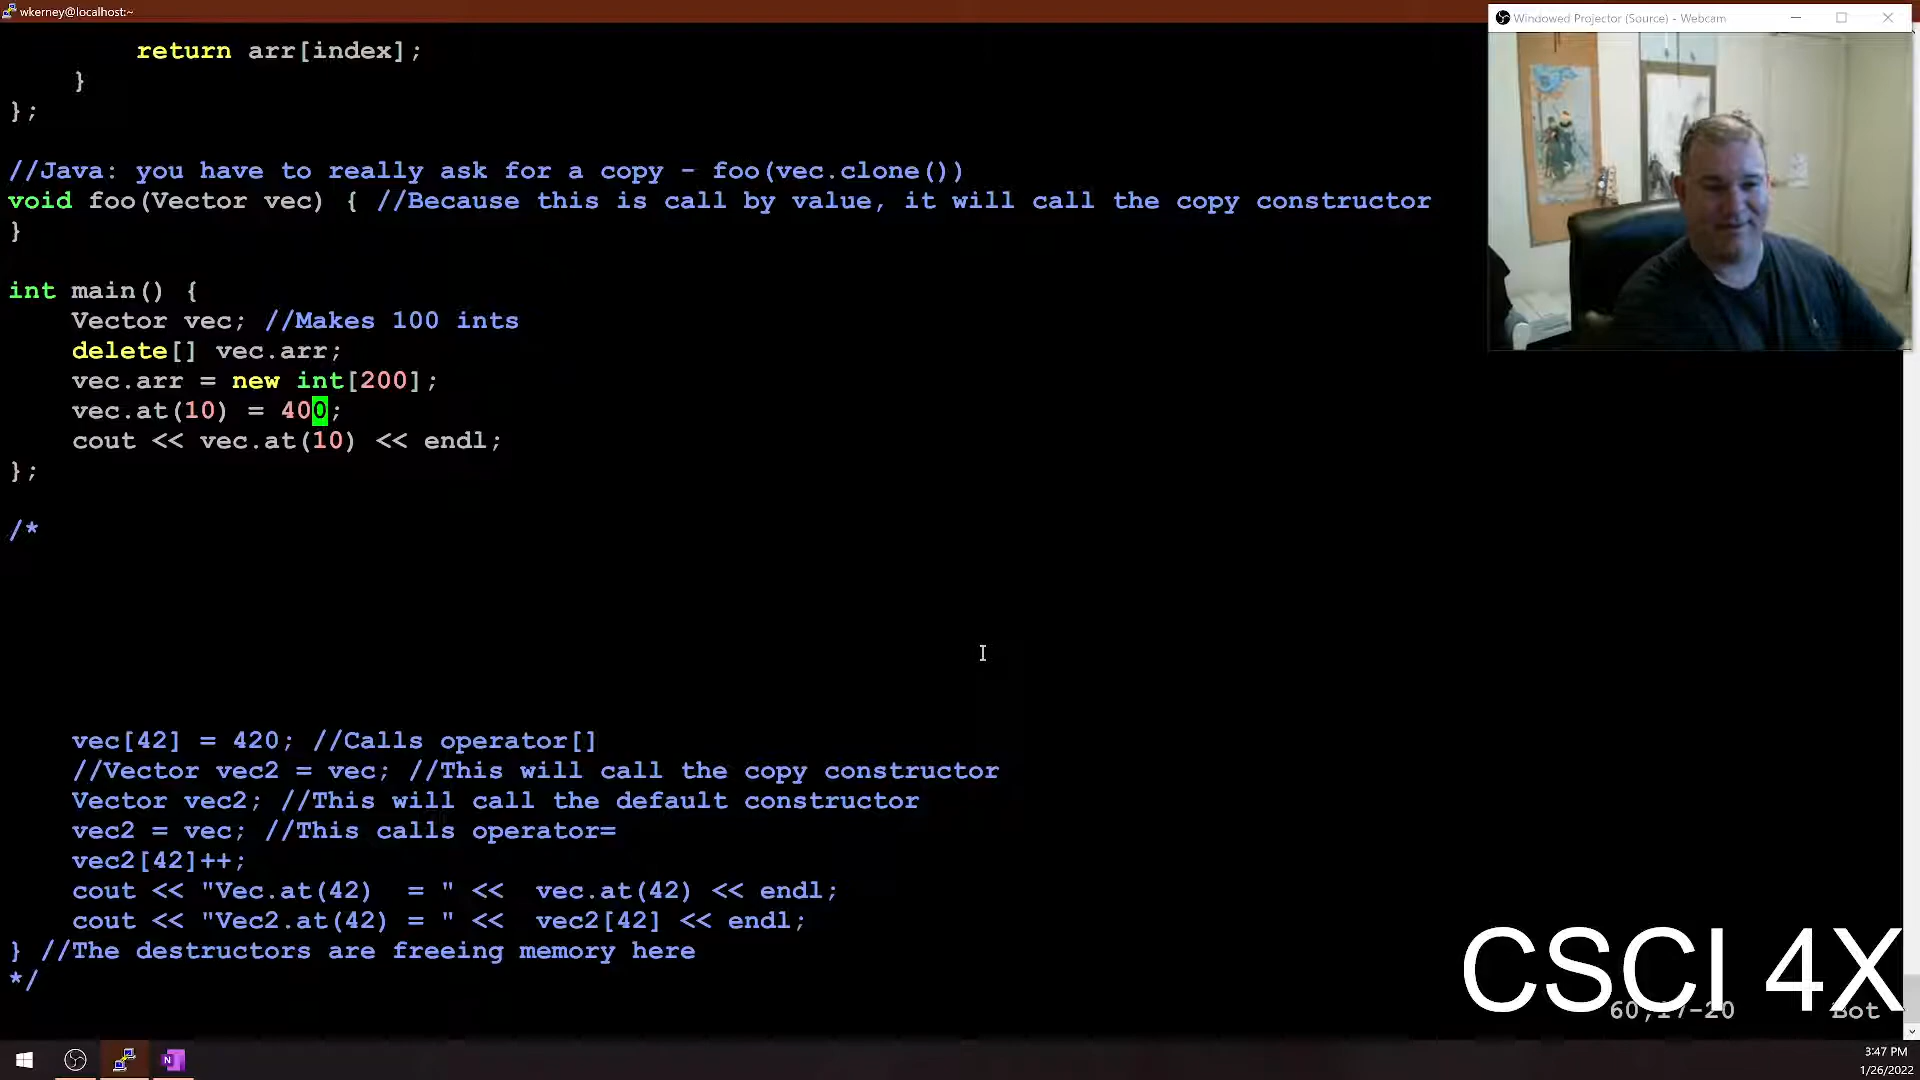 wkerney@localhost:~
Windowed Projector (Source) - Webcam
return arr[index];
}
};
//Java: you have to really ask for a copy - foo(vec.clone())
void foo(Vector vec) { //Because this is call by value, it will call the copy constructor
}
int main() {
Vector vec; //Makes 100 ints
delete[] vec.arr;
vec.arr = new int[200];
vec.at(10) = 400;
cout << vec.at(10) << endl;
};
/*
vec[42] = 420; //Calls operator[]
//Vector vec2 = vec; //This will call the copy constructor
Vector vec2; //This will call the default constructor
vec2 = vec; //This calls operator=
vec2[42]++;
cout << "Vec.at(42)  = " <<  vec.at(42) << endl;
cout << "Vec2.at(42) = " <<  vec2[42] << endl;
} //The destructors are freeing memory here
*/
CSCI 4X
60,17-20
Bot
N
3:47 PM
1/26/2022